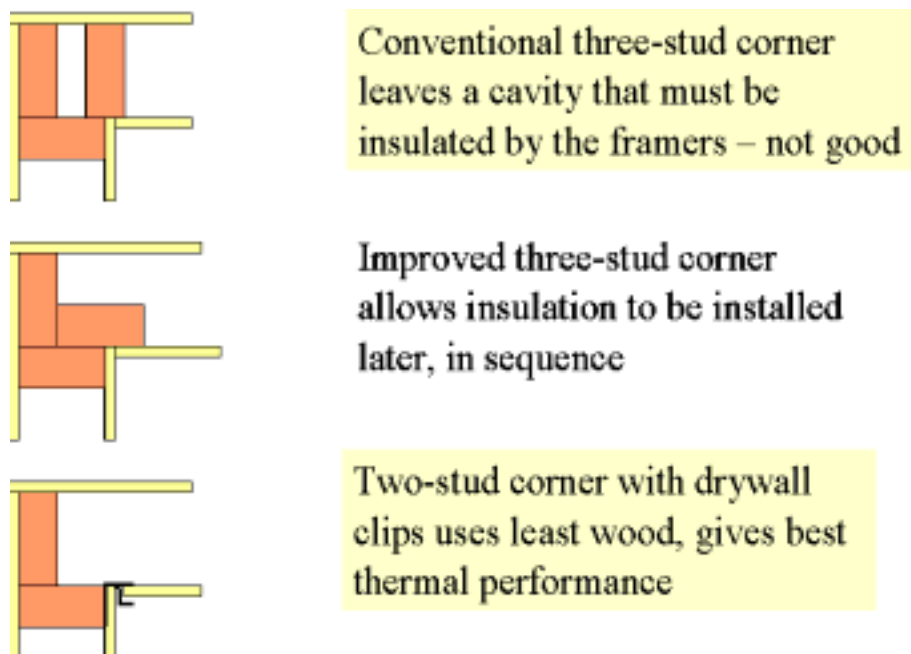 Conventional three-stud corner
leaves a cavity that must be
insulated by the framers – not good
Improved three-stud corner
allows insulation to be installed
later, in sequence
Two-stud corner with drywall
clips uses least wood, gives best
thermal performance